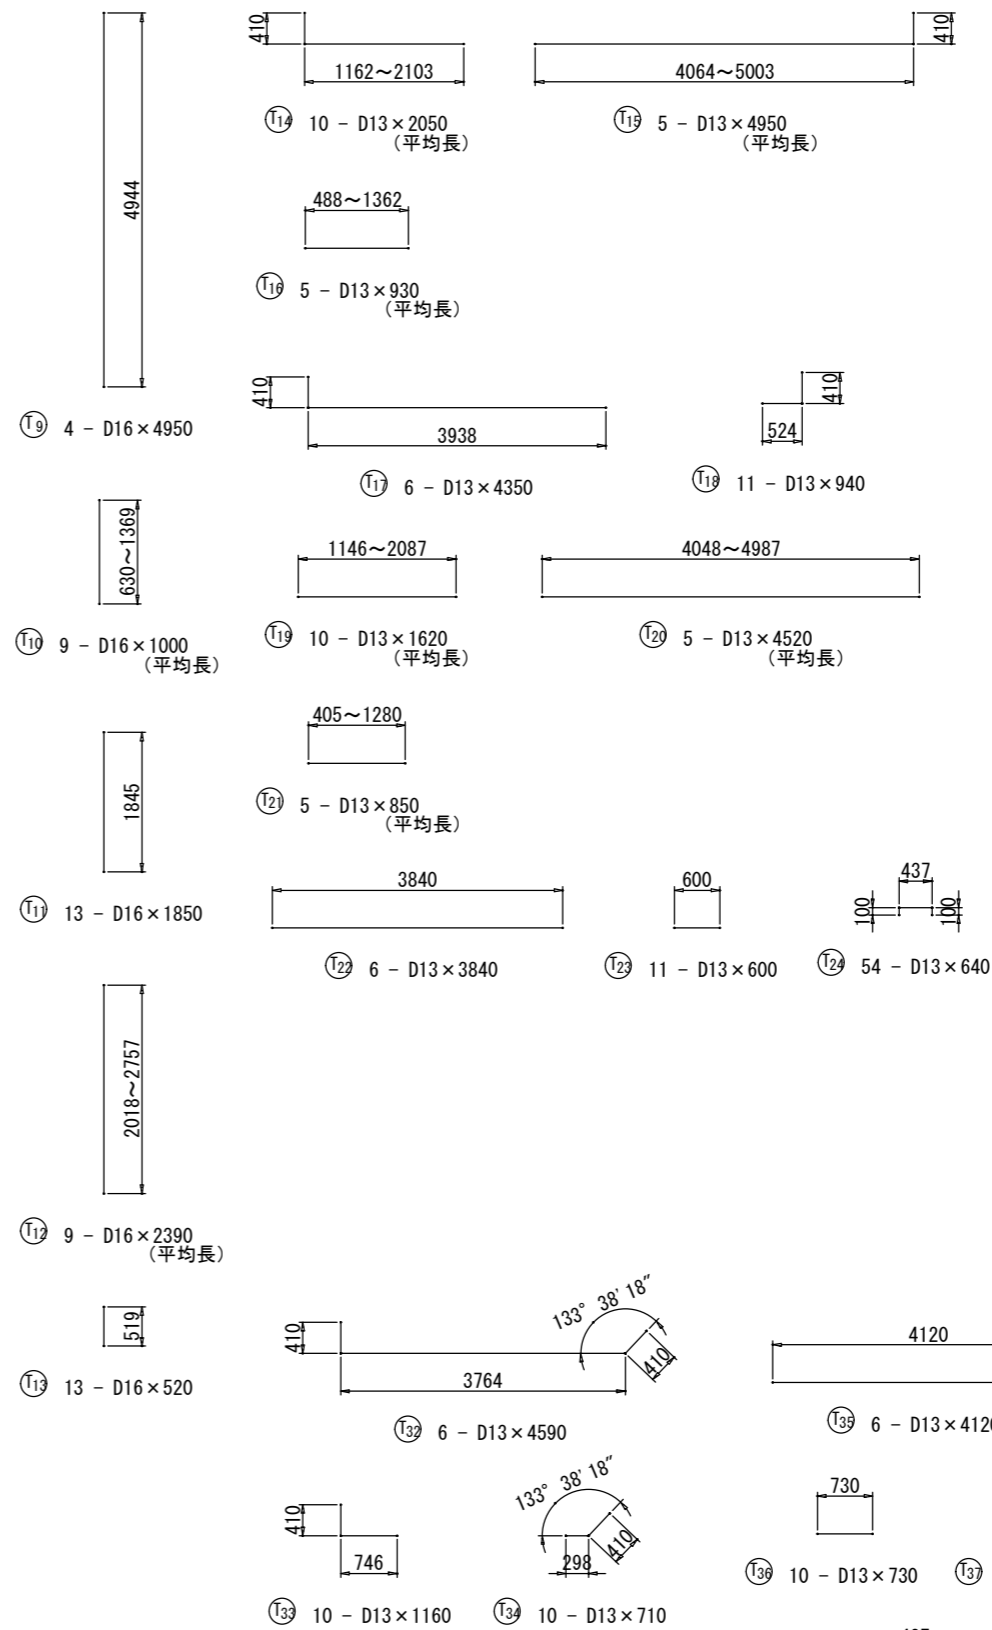 410
1162～2103
T14 10 － D13×2050
（平均長）
4064～5003
410
T15 5 － D13×4950
（平均長）
4944
T9 4 － D16×4950
488～1362
T16 5 － D13×930
（平均長）
410
3938
T17 6 － D13×4350
410
524
T18 11 － D13×940
630～1369
T10 9 － D16×1000
（平均長）
1146～2087
T19 10 － D13×1620
（平均長）
4048～4987
T20 5 － D13×4520
（平均長）
405～1280
T21 5 － D13×850
（平均長）
1845
T11 13 － D16×1850
3840
T22 6 － D13×3840
600
T23 11 － D13×600
437
100
100
T24 54 － D13×640
2018～2757
T12 9 － D16×2390
（平均長）
519
T13 13 － D16×520
410
3764
133° 38' 18"
410
T32 6 － D13×4590
4120
T35 6 － D13×4120
410
746
T33 10 － D13×1160
133° 38' 18"
298
410
T34 10 － D13×710
730
T36 10 － D13×730
T37